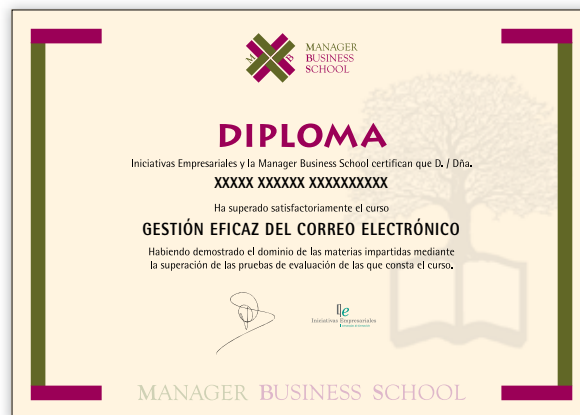 M B
MANAGER
BUSINESS
SCHOOL
DIPLOMA
Iniciativas Empresariales y la Manager Business School certifican que D. / Dña.
XXXXX XXXXXX XXXXXXXXXX
Ha superado satisfactoriamente el curso
GESTIÓN EFICAZ DEL CORREO ELECTRÓNICO
Habiendo demostrado el dominio de las materias impartidas mediante
la superación de las pruebas de evaluación de las que consta el curso.
Iniciativas Empresariales
MANAGER BUSINESS SCHOOL